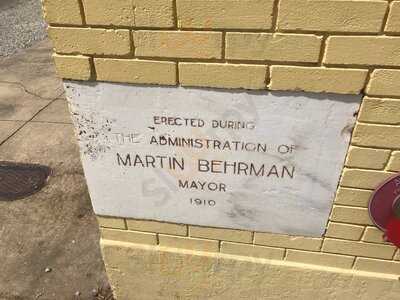 ERECTED DURING
THE ADMINISTRATION OF
MARTIN BEHRMAN
MAYOR
1910